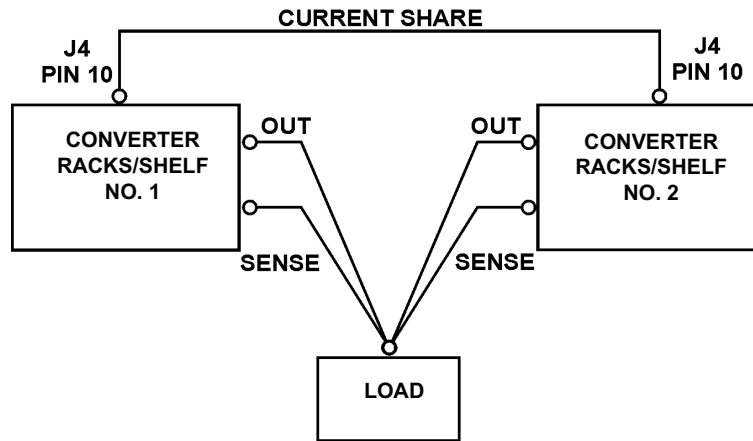 CURRENT SHARE
J4
PIN 10
J4
PIN 10
CONVERTER
RACKS/SHELF
NO. 1
OUT
SENSE
OUT
SENSE
CONVERTER
RACKS/SHELF
NO. 2
LOAD